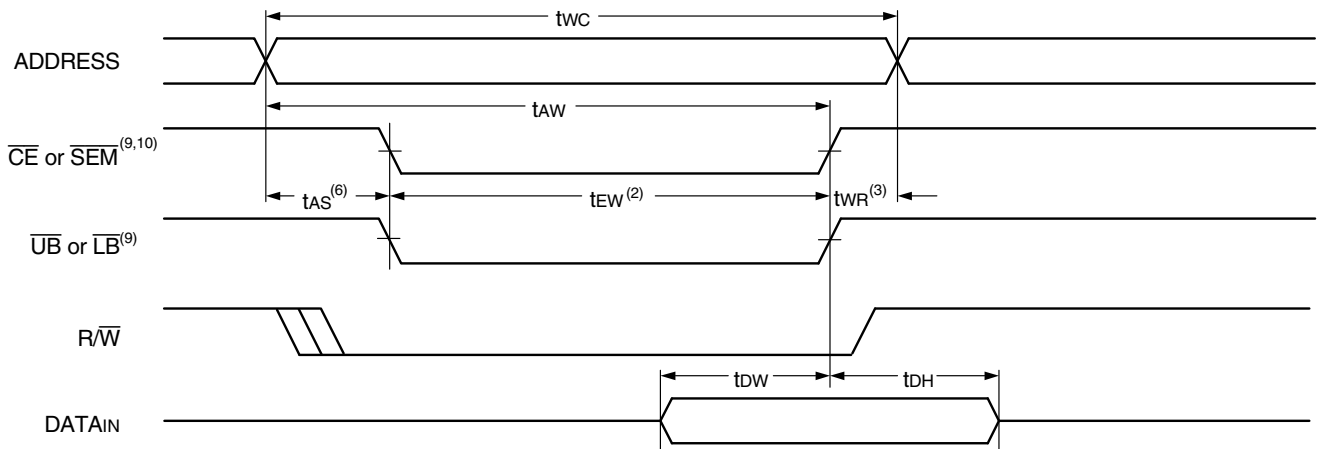 tWC
ADDRESS
tAW
CE or SEM(9,10)
tAS(6) tEW(2) tWR(3)
UB or LB(9)
R/W
tDW tDH
DATAIN